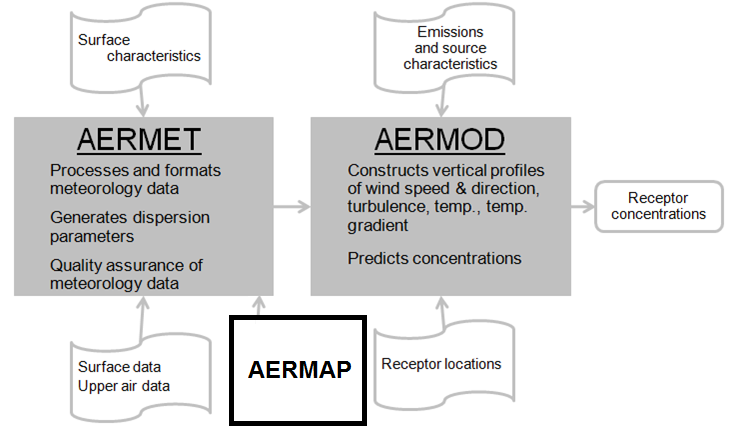 Surface
characteristics
Emissions
and source
characteristics
AERMET
Processes and formats
meteorology data
Generates dispersion
parameters
Quality assurance of
meteorology data
AERMOD
Constructs vertical profiles
of wind speed & direction,
turbulence, temp., temp.
gradient
Predicts concentrations
Receptor
concentrations
Surface data
Upper air data
AERMAP
Receptor locations